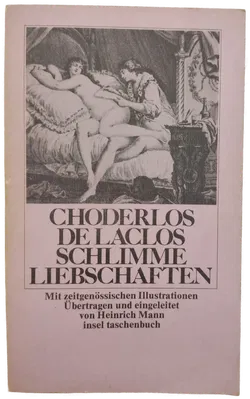 CHODERLOS
DE LACLOS
SCHLIMME
LIEBSCHAFTEN
Mit zeitgenössischen Illustrationen
Übertragen und eingeleitet
von Heinrich Mann
insel taschenbuch